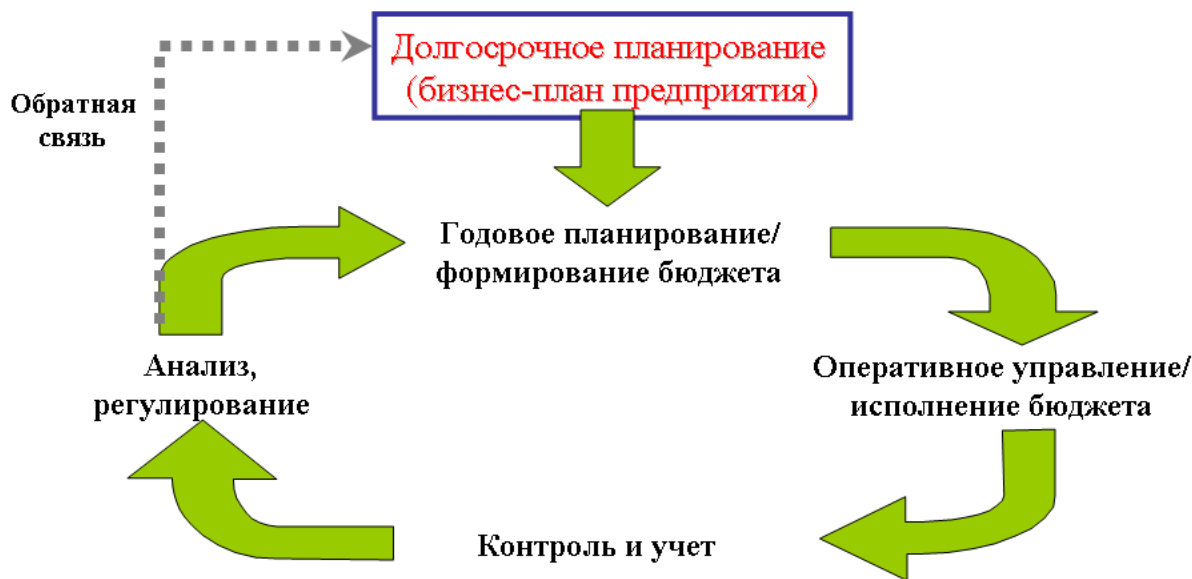 Долгосрочное планирование
(бизнес-план предприятия)
Обратная
связь
Годовое планирование/
формирование бюджета
Анализ,
регулирование
Оперативное управление/
исполнение бюджета
Контроль и учет